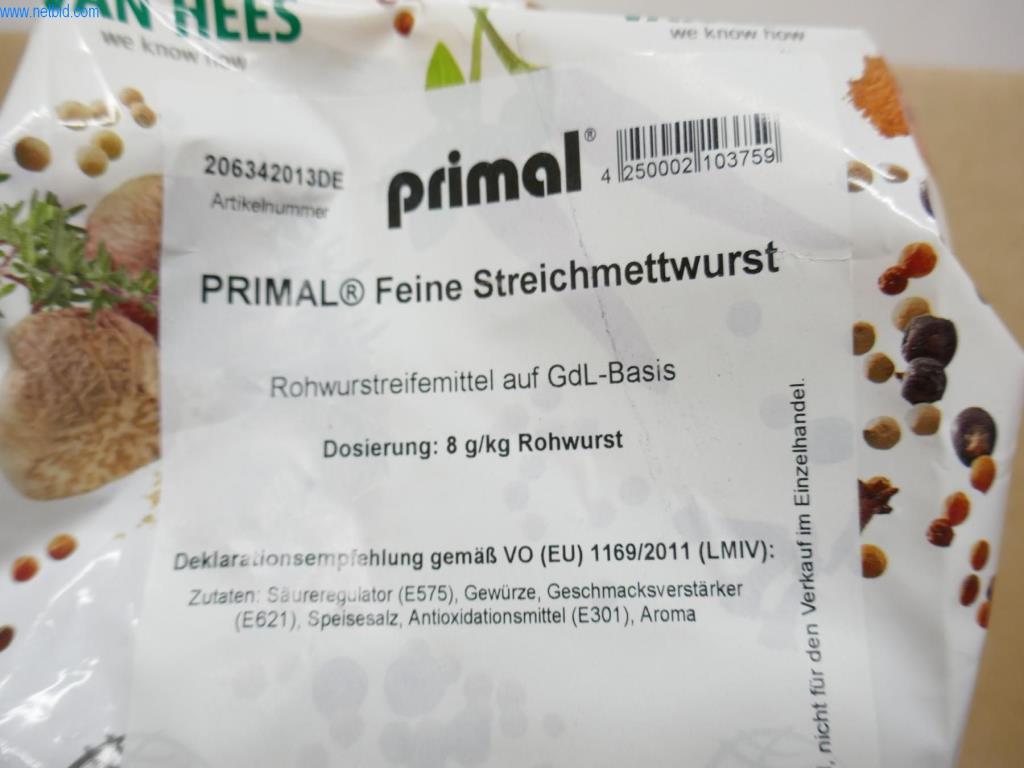 www.netbid.com
AN HEES
we know how
we know how
206342013DE
Artikelnummer
primal®
4 250002 103759
PRIMAL® Feine Streichmettwurst
Rohwurstreifemittel auf GdL-Basis
Dosierung: 8 g/kg Rohwurst
Deklarationsempfehlung gemäß VO (EU) 1169/2011 (LMIV):
Zutaten: Säureregulator (E575), Gewürze, Geschmacksverstärker
(E621), Speisesalz, Antioxidationsmittel (E301), Aroma
, nicht für den Verkauf im Einzelhandel.